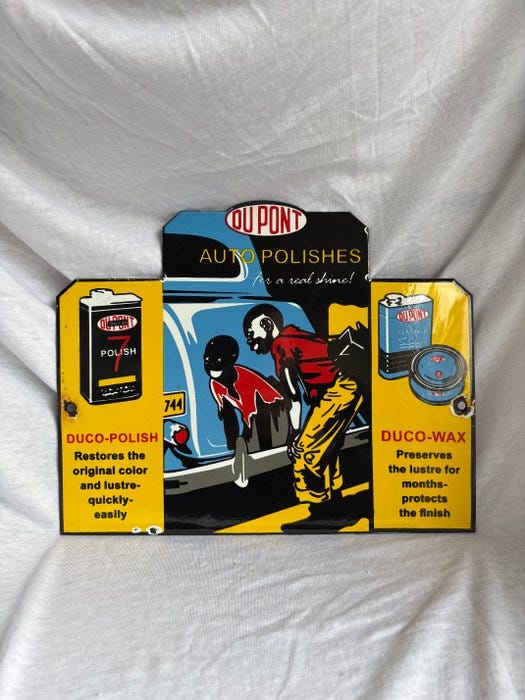 DU PONT
AUTO POLISHES
for a real shine!
DU PONT
7
POLISH
DUCO-POLISH
Restores the
original color
and lustre-
quickly-
easily
744
DU PONT
DUCO-WAX
Preserves
the lustre for
months-
protects
the finish